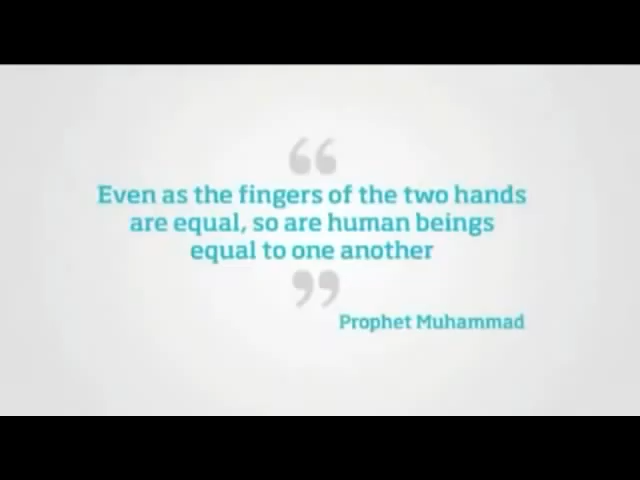 “
Even as the fingers of the two hands
are equal, so are human beings
equal to one another
”
Prophet Muhammad